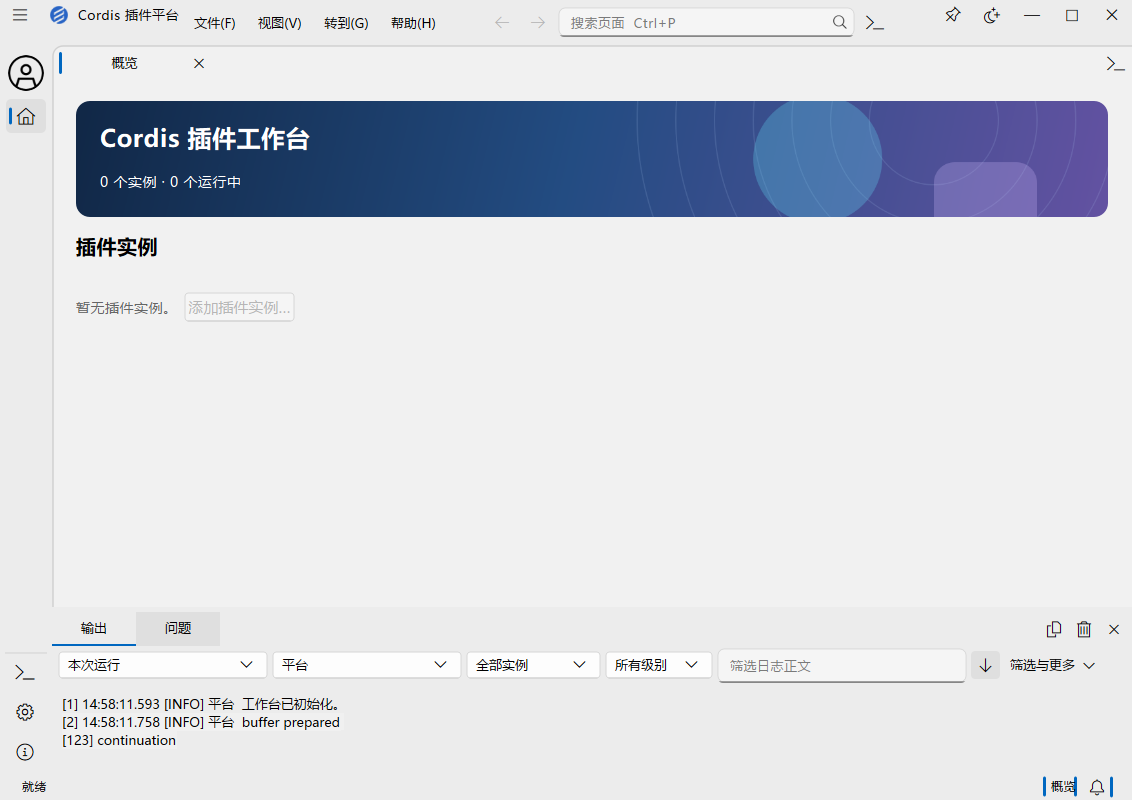 Cordis 插件平台 文件(F) 视图(V) 转到(G) 帮助(H) 搜索页面 Ctrl+P
概览
Cordis 插件工作台
0 个实例 · 0 个运行中
插件实例
暂无插件实例。 添加插件实例...
输出 问题
本次运行 平台 全部实例 所有级别 筛选日志正文 筛选与更多
[1] 14:58:11.593 [INFO] 平台 工作台已初始化。
[2] 14:58:11.758 [INFO] 平台 buffer prepared
[123] continuation
就绪 概览